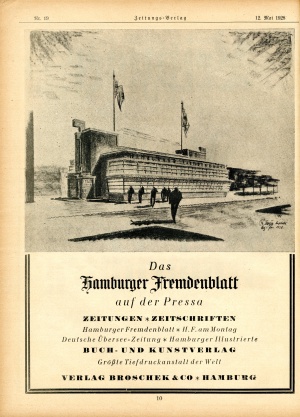 Nr. 19 Zeitungs-Verlag 12. Mai 1928
Das
Hamburger Fremdenblatt
auf der Pressa
ZEITUNGEN * ZEITSCHRIFTEN
Hamburger Fremdenblatt * H. F. am Montag
Deutsche Übersee-Zeitung * Hamburger Illustrierte
BUCH- UND KUNSTVERLAG
Größte Tiefdruckanstalt der Welt
VERLAG BROSCHEK & CO * HAMBURG